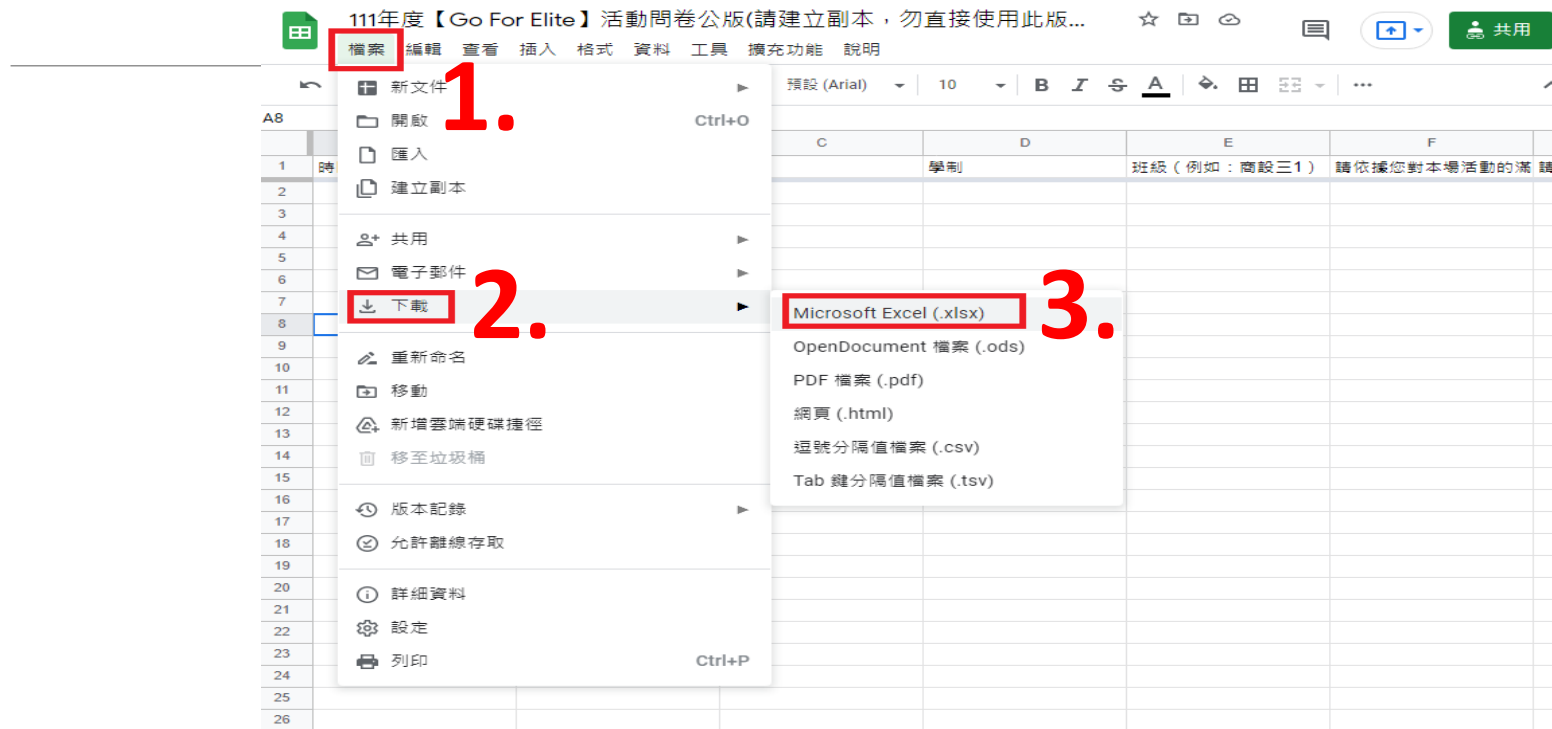 111年度【Go For Elite】活動問卷公版(請建立副本，勿直接使用此版...
共用
檔案 編輯 查看 插入 格式 資料 工具 擴充功能 說明
預設 (Arial) 10 B I S A ...
1.
新文件
開啟 Ctrl+O
匯入
建立副本
共用
電子郵件
2.
下載
3.
Microsoft Excel (.xlsx)
OpenDocument 檔案 (.ods)
PDF 檔案 (.pdf)
網頁 (.html)
逗號分隔值檔案 (.csv)
Tab 鍵分隔值檔案 (.tsv)
重新命名
移動
新增雲端硬碟捷徑
移至垃圾桶
版本記錄
允許離線存取
詳細資料
設定
列印 Ctrl+P
A8
C D E F
1 時 學制 班級（例如：商設三1） 請依據您對本場活動的滿 請
2
3
4
5
6
7
8
9
10
11
12
13
14
15
16
17
18
19
20
21
22
23
24
25
26